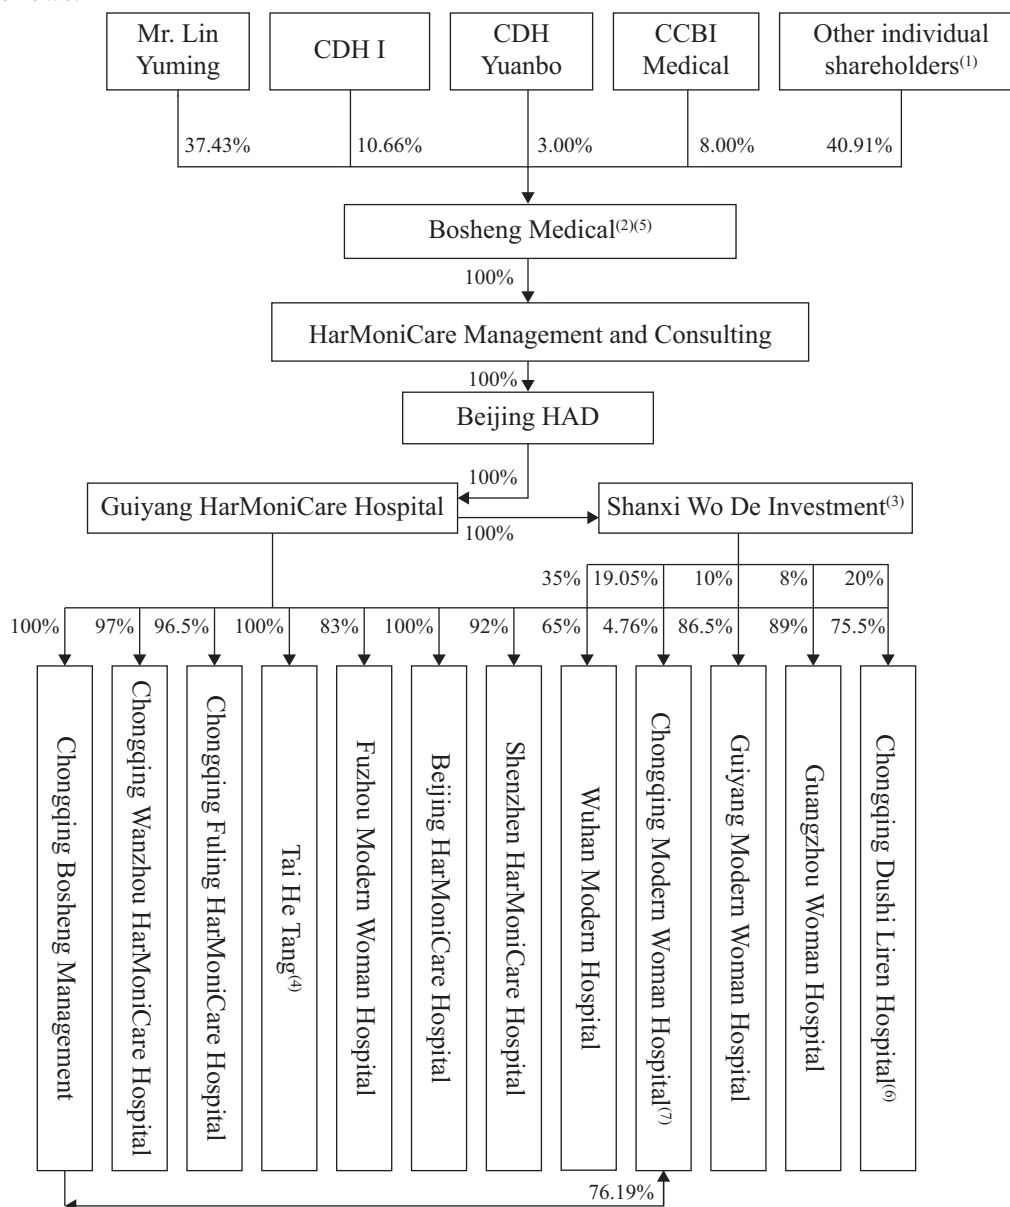 Mr. Lin
Yuming
CDH I
CDH
Yuanbo
CCBI
Medical
Other individual
shareholders(1)
37.43%
10.66%
3.00%
8.00%
40.91%
Bosheng Medical(2)(5)
100%
HarMoniCare Management and Consulting
100%
Beijing HAD
100%
Guiyang HarMoniCare Hospital
Shanxi Wo De Investment(3)
100%
35%
19.05%
10%
8%
20%
100%
97%
96.5%
100%
83%
100%
92%
65%
4.76%
86.5%
89%
75.5%
Chongqing Bosheng Management
Chongqing Wanzhou HarMoniCare Hospital
Chongqing Fuling HarMoniCare Hospital
Tai He Tang(4)
Fuzhou Modern Woman Hospital
Beijing HarMoniCare Hospital
Shenzhen HarMoniCare Hospital
Wuhan Modern Hospital
Chongqing Modern Woman Hospital(7)
Guiyang Modern Woman Hospital
Guangzhou Woman Hospital
Chongqing Dushi Liren Hospital(6)
76.19%